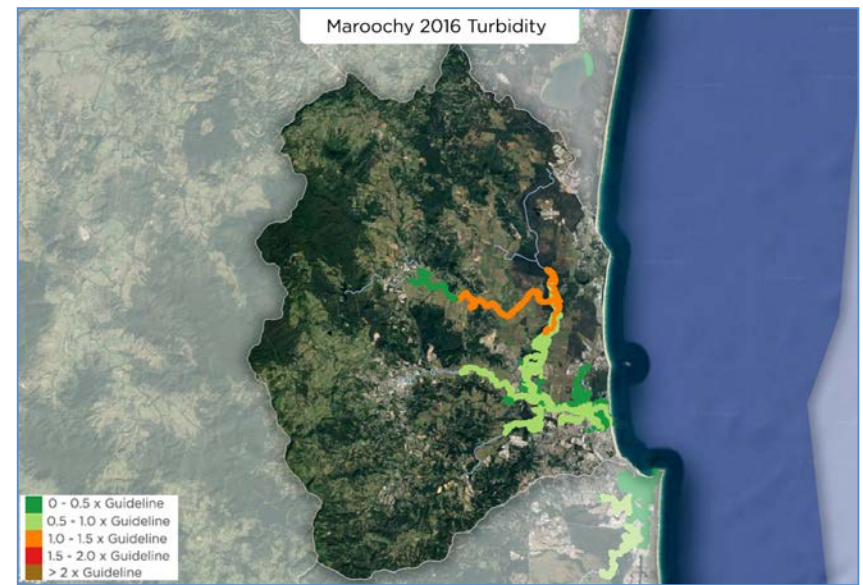 Maroochy 2016 Turbidity
0 - 0.5 x Guideline
0.5 - 1.0 x Guideline
1.0 - 1.5 x Guideline
1.5 - 2.0 x Guideline
> 2 x Guideline